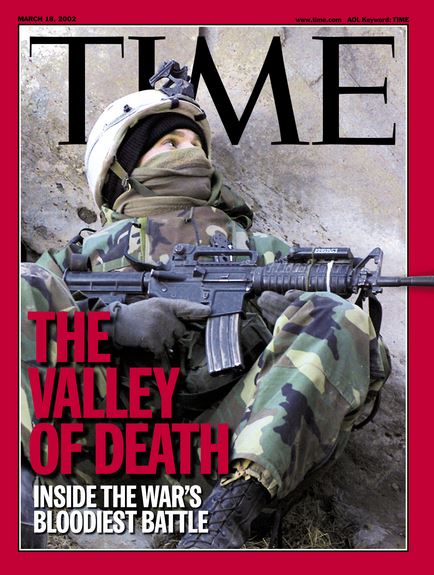 MARCH 18, 2002
www.time.com AOL Keyword: TIME
TIME
THE
VALLEY
OF DEATH
INSIDE THE WAR'S
BLOODIEST BATTLE